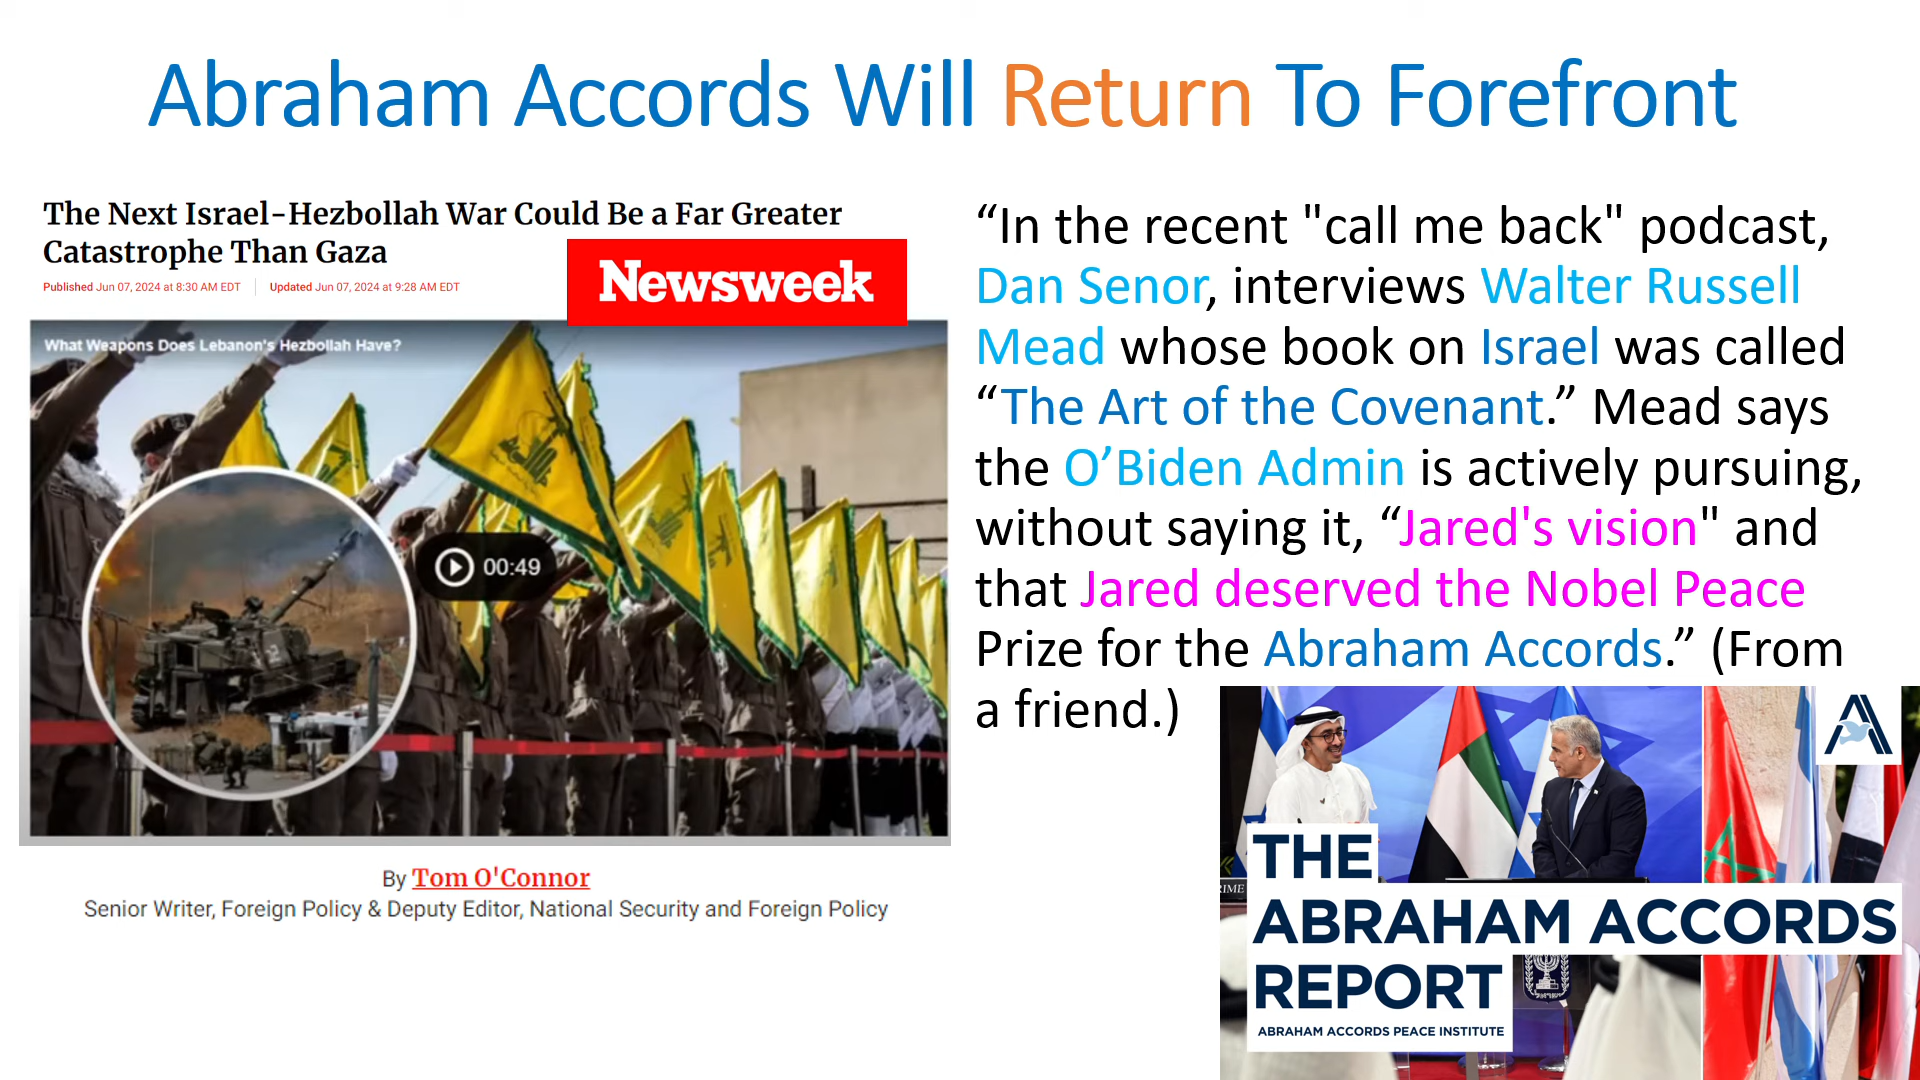 Abraham Accords Will Return To Forefront
The Next Israel-Hezbollah War Could Be a Far Greater
Catastrophe Than Gaza
Published Jun 07, 2024 at 8:30 AM EDT Updated Jun 07, 2024 at 9:28 AM EDT
Newsweek
What Weapons Does Lebanon's Hezbollah Have?
00:49
By Tom O'Connor
Senior Writer, Foreign Policy & Deputy Editor, National Security and Foreign Policy
“In the recent "call me back" podcast,
Dan Senor, interviews Walter Russell
Mead whose book on Israel was called
“The Art of the Covenant.” Mead says
the O’Biden Admin is actively pursuing,
without saying it, “Jared's vision" and
that Jared deserved the Nobel Peace
Prize for the Abraham Accords.” (From
a friend.)
THE
ABRAHAM ACCORDS
REPORT
ABRAHAM ACCORDS PEACE INSTITUTE